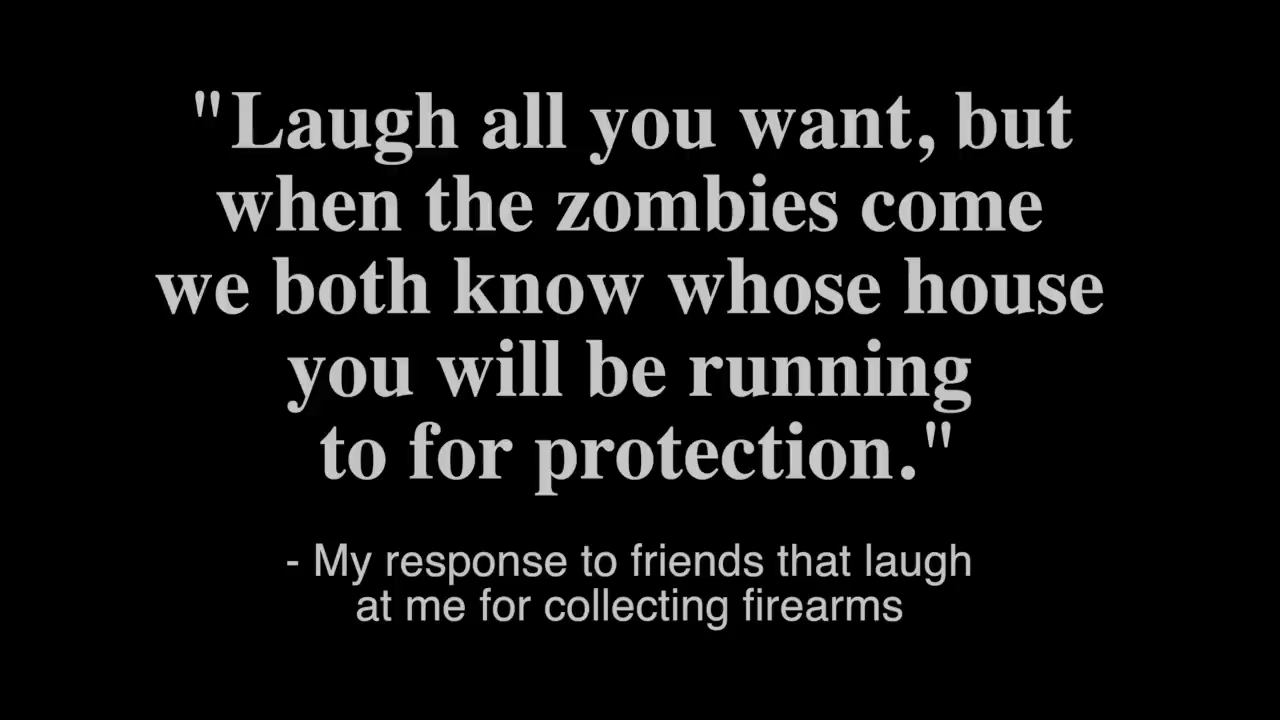 "Laugh all you want, but
when the zombies come
we both know whose house
you will be running
to for protection."
- My response to friends that laugh
at me for collecting firearms